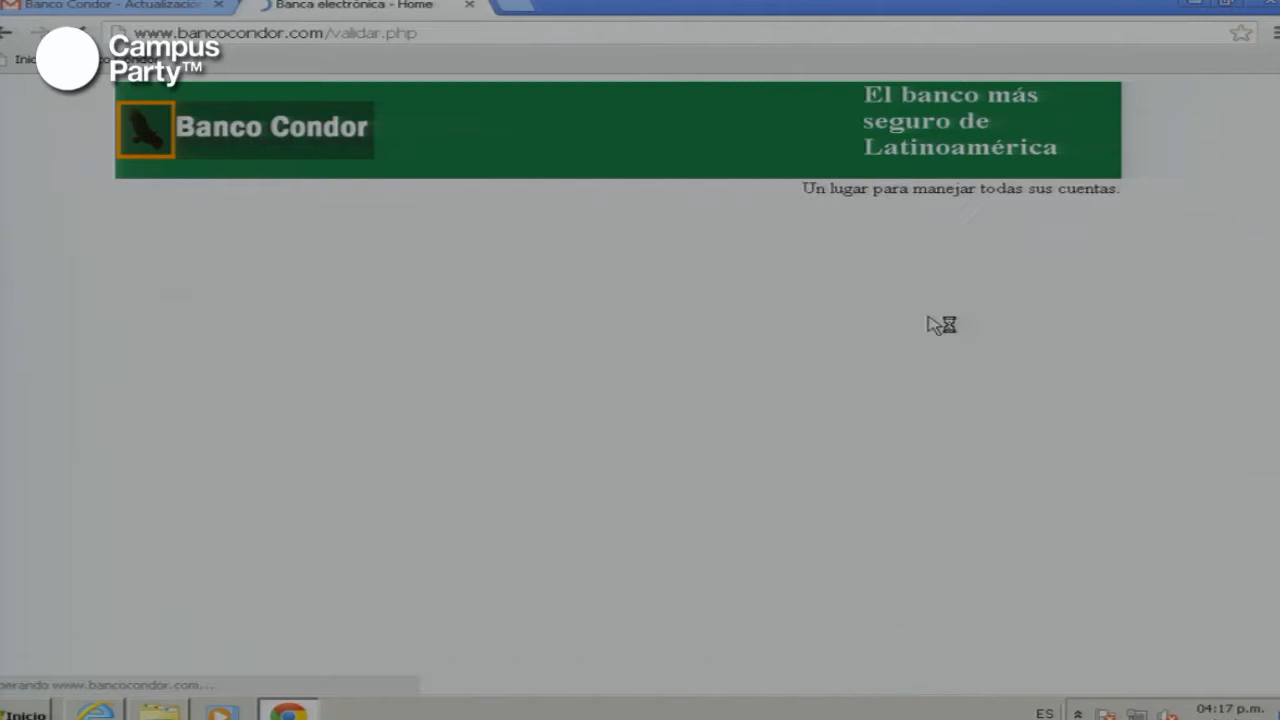 Banco Condor - Actualizacio
Banca electrónica - Home
www.bancocondor.com/validar.php
Campus
Party™
Banco Condor
El banco más
seguro de
Latinoamérica
Un lugar para manejar todas sus cuentas.
www.bancocondor.com...
Inicio
ES
04:17 p.m.